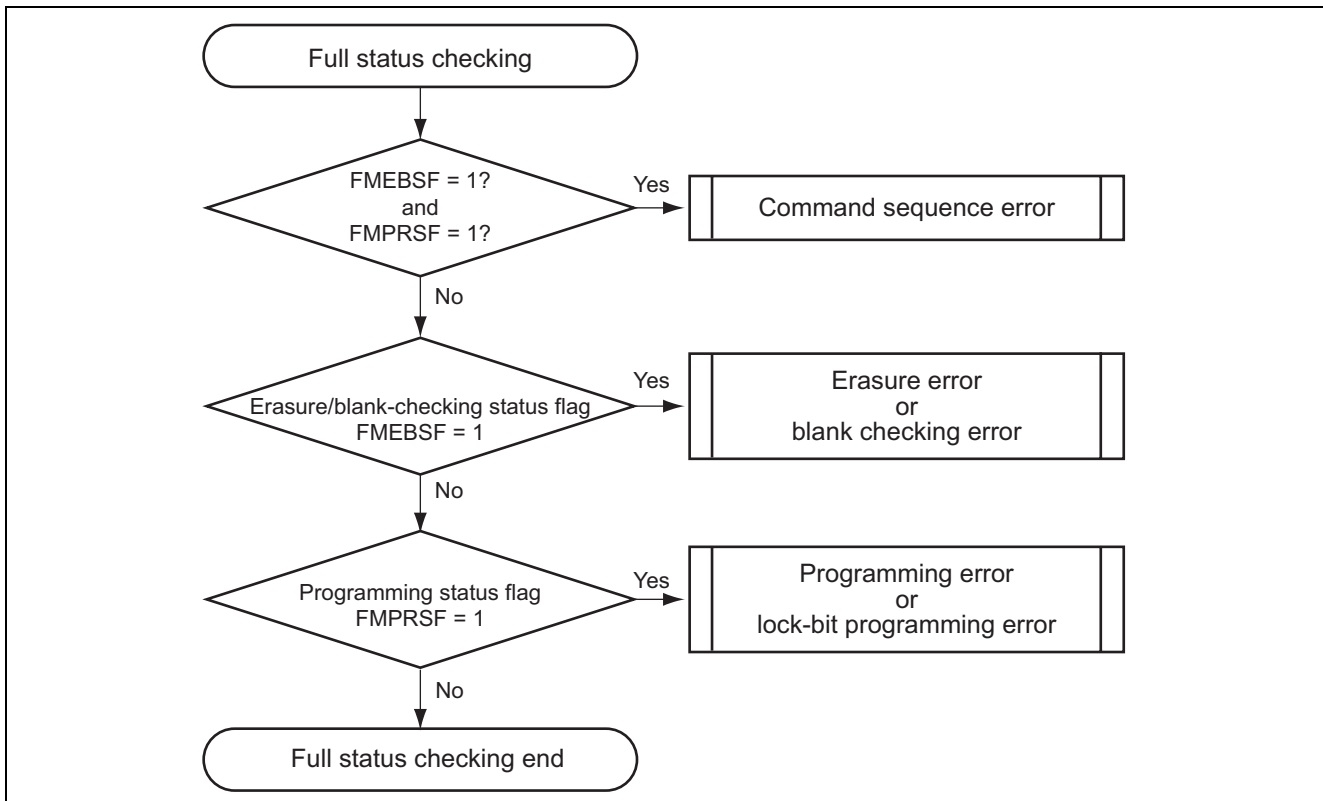 Full status checking
FMEBSF = 1?
and
FMPRSF = 1?
Yes
Command sequence error
No
Erasure/blank-checking status flag
FMEBSF = 1
Yes
Erasure error
or
blank checking error
No
Programming status flag
FMPRSF = 1
Yes
Programming error
or
lock-bit programming error
No
Full status checking end